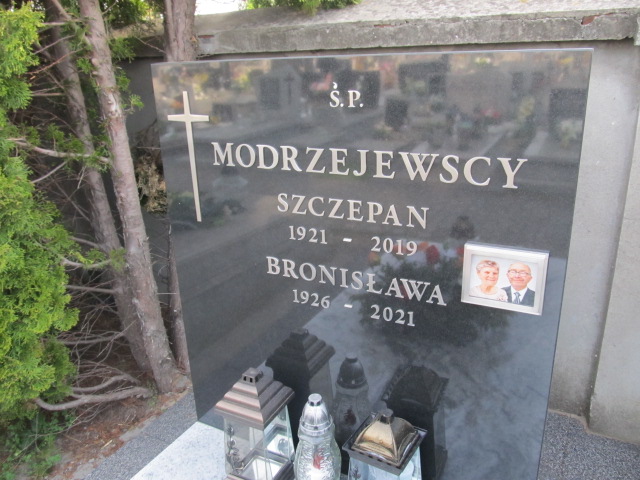 Ś.P.
MODRZEJEWSCY
SZCZEPAN
1921 - 2019
BRONISŁAWA
1926 - 2021